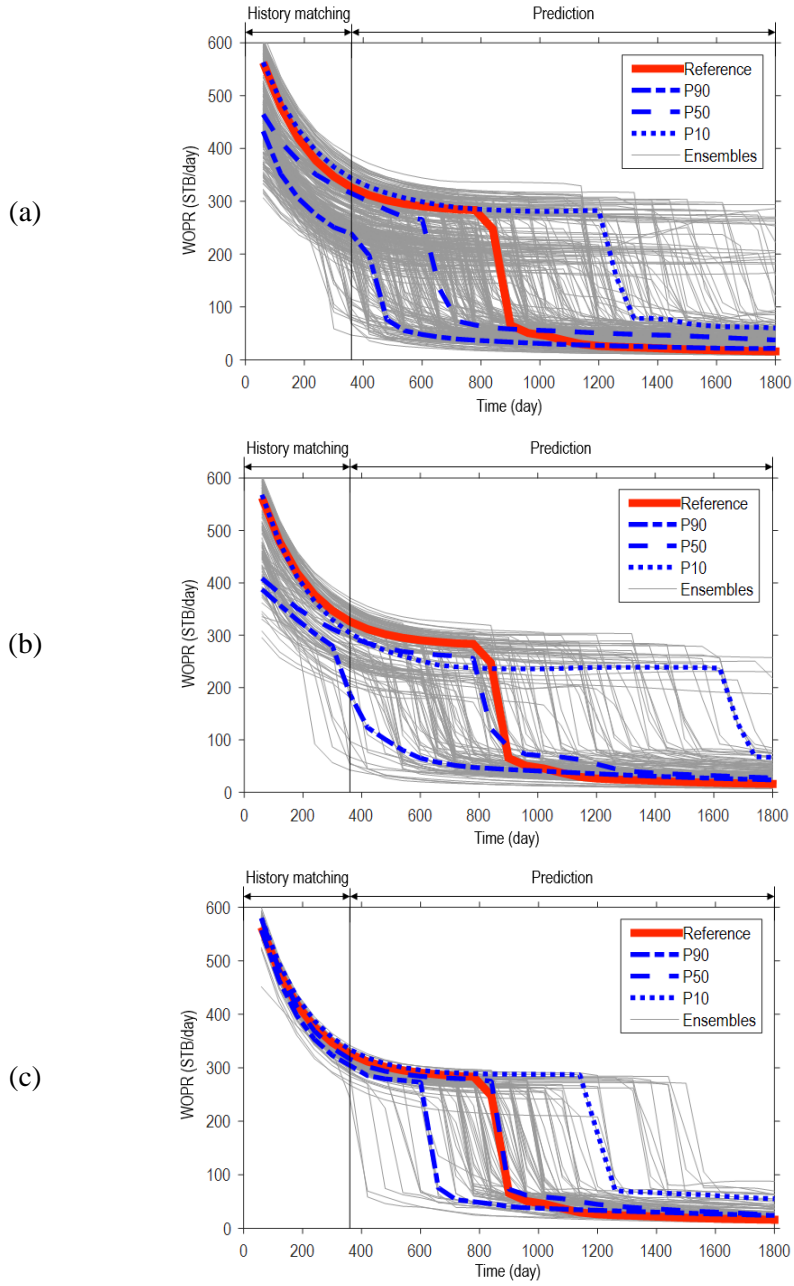 History matching Prediction
600
500
400
300
200
100
0
WOPR (STB/day)
Reference
P90
P50
P10
Ensembles
(a)
0 200 400 600 800 1000 1200 1400 1600 1800
Time (day)
History matching Prediction
600
500
400
300
200
100
0
WOPR (STB/day)
Reference
P90
P50
P10
Ensembles
(b)
0 200 400 600 800 1000 1200 1400 1600 1800
Time (day)
History matching Prediction
600
500
400
300
200
100
0
WOPR (STB/day)
Reference
P90
P50
P10
Ensembles
(c)
0 200 400 600 800 1000 1200 1400 1600 1800
Time (day)